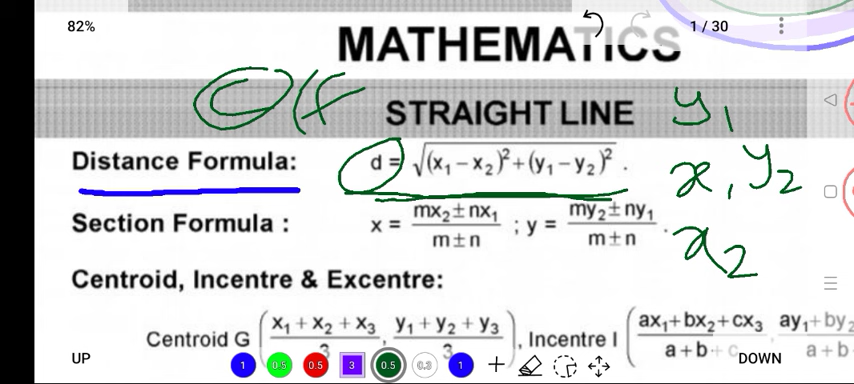 82%
1 / 30
MATHEMATICS
STRAIGHT LINE
y₁
Distance Formula: d = √(x₁ − x₂)² + (y₁ − y₂)² .
x₁ y₂
Section Formula : x = (mx₂ ± nx₁)/(m ± n) ; y = (my₂ ± ny₁)/(m ± n) .
x₂
Centroid, Incentre & Excentre:
Centroid G ((x₁ + x₂ + x₃)/3, (y₁ + y₂ + y₃)/3), Incentre I ((ax₁+bx₂+cx₃)/(a+b+c, ay₁+by₂ a+b
UP
1 0·5 0·5 3 0·5 0.3 1
DOWN